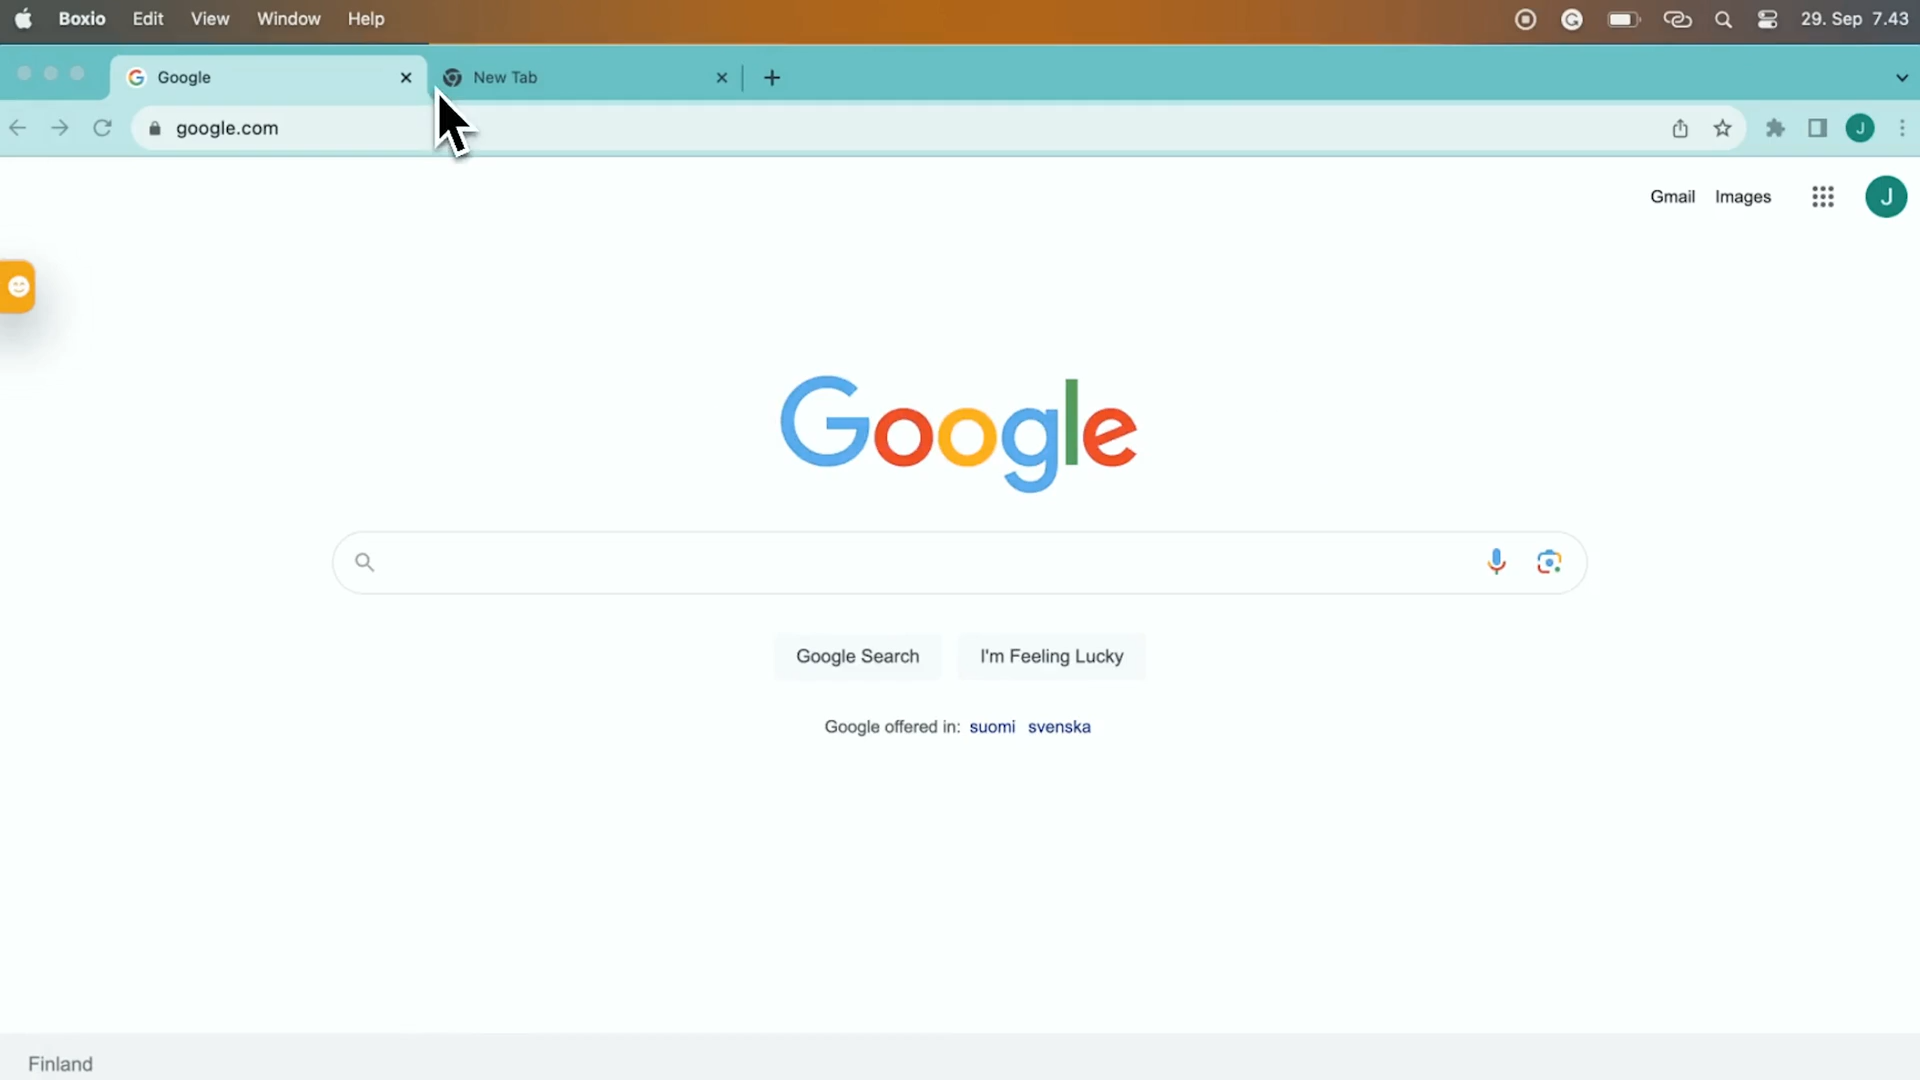 Boxio Edit View Window Help 29. Sep 7.43
Google New Tab
google.com J
Gmail Images J
Google
Google Search I'm Feeling Lucky
Google offered in: suomi svenska
Finland